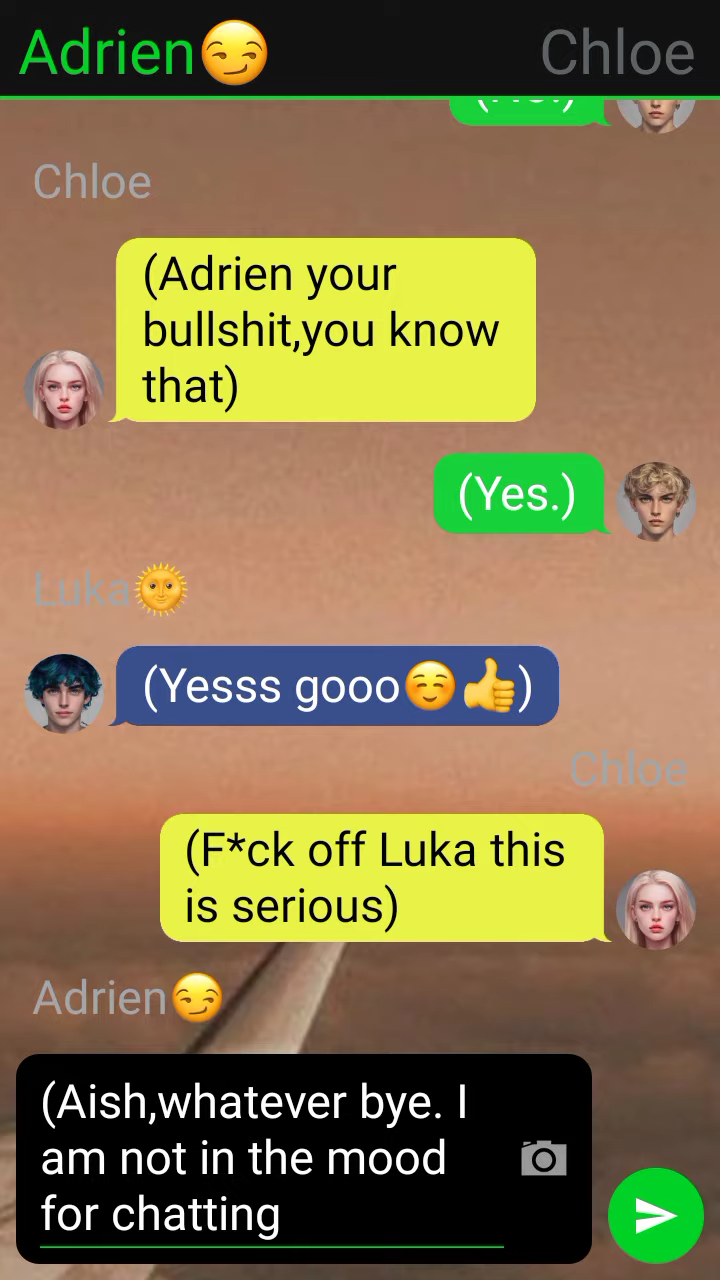 Adrien😏 Chloe
(No.)
Chloe
(Adrien your
bullshit,you know
that)
(Yes.)
Luka🌞
(Yesss gooo☺️👍)
Chloe
(F*ck off Luka this
is serious)
Adrien😏
(Aish,whatever bye. I
am not in the mood
for chatting